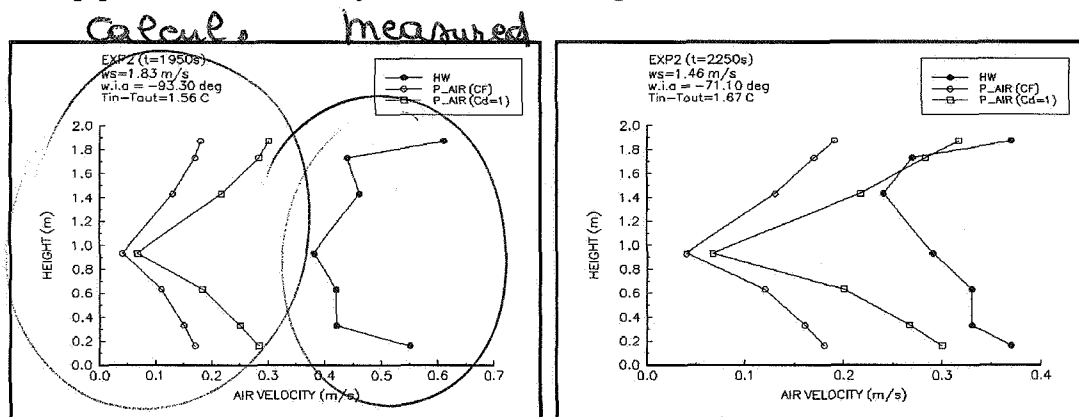 Calcul. measured
EXP2 (t=1950s)
ws=1.83 m/s
w.i.a = -93.30 deg
Tin-Tout=1.56 C
HW
P_AIR (CF)
P_AIR (Cd=1)
HEIGHT (m)
2.0
1.8
1.6
1.4
1.2
1.0
0.8
0.6
0.4
0.2
0.0
0.0 0.1 0.2 0.3 0.4 0.5 0.6 0.7
AIR VELOCITY (m/s)
EXP2 (t=2250s)
ws=1.46 m/s
w.i.a = -71.10 deg
Tin-Tout=1.67 C
HW
P_AIR (CF)
P_AIR (Cd=1)
HEIGHT (m)
2.0
1.8
1.6
1.4
1.2
1.0
0.8
0.6
0.4
0.2
0.0
0.0 0.1 0.2 0.3 0.4
AIR VELOCITY (m/s)